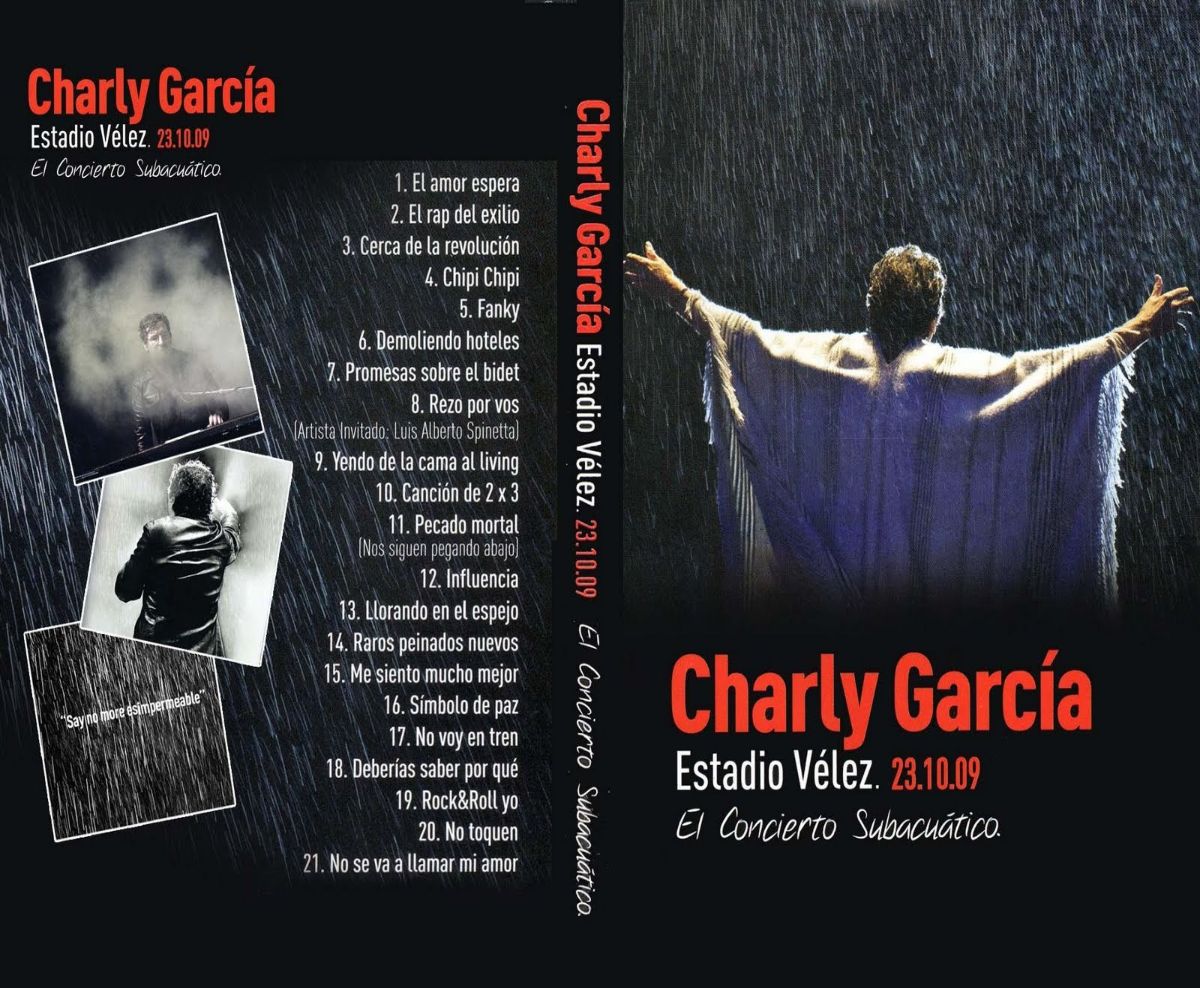 Charly García
Estadio Vélez. 23.10.09
El Concierto Subacuático.
1. El amor espera
2. El rap del exilio
3. Cerca de la revolución
4. Chipi Chipi
5. Fanky
6. Demoliendo hoteles
7. Promesas sobre el bidet
8. Rezo por vos
(Artista Invitado: Luis Alberto Spinetta)
9. Yendo de la cama al living
10. Canción de 2 x 3
11. Pecado mortal
(Nos siguen pegando abajo)
12. Influencia
13. Llorando en el espejo
14. Raros peinados nuevos
15. Me siento mucho mejor
16. Símbolo de paz
17. No voy en tren
18. Deberías saber por qué
19. Rock&Roll yo
20. No toquen
21. No se va a llamar mi amor
"Say no more esimpermeable"
Charly García Estadio Vélez. 23.10.09 El Concierto Subacuático.
Charly García
Estadio Vélez. 23.10.09
El Concierto Subacuático.